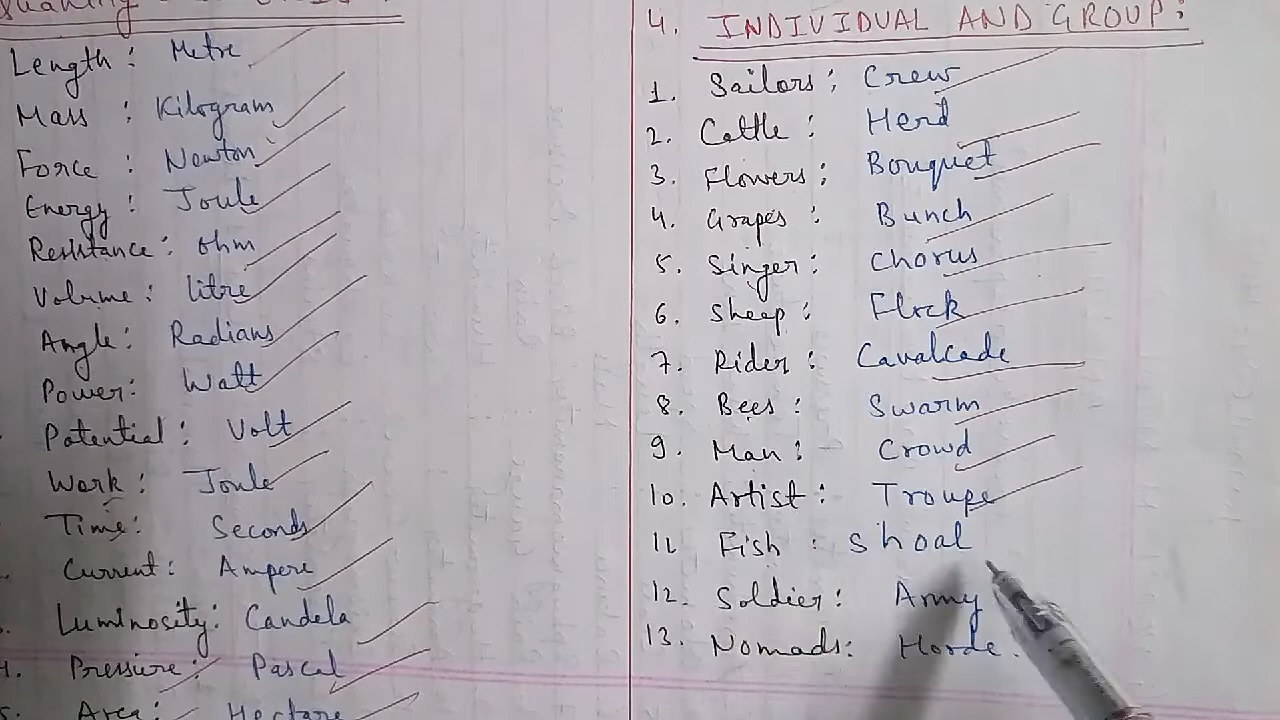 Length: Metre
Mass : Kilogram
Force : Newton
Energy : Joule
Resistance: ohm
Volume: litre
Angle: Radians
Power: Watt
Potential: Volt
Work: Joule
Time: Seconds
Current: Ampere
Luminosity: Candela
Pressure: Pascal
Area: Hectare
4. INDIVIDUAL AND GROUP:
1. Sailors: Crew
2. Cattle: Herd
3. Flowers: Bouquet
4. Grapes: Bunch
5. Singer: Chorus
6. Sheep: Flock
7. Rider: Cavalcade
8. Bees: Swarm
9. Man: Crowd
10. Artist: Troupe
11. Fish: Shoal
12. Soldier: Army
13. Nomads: Horde.